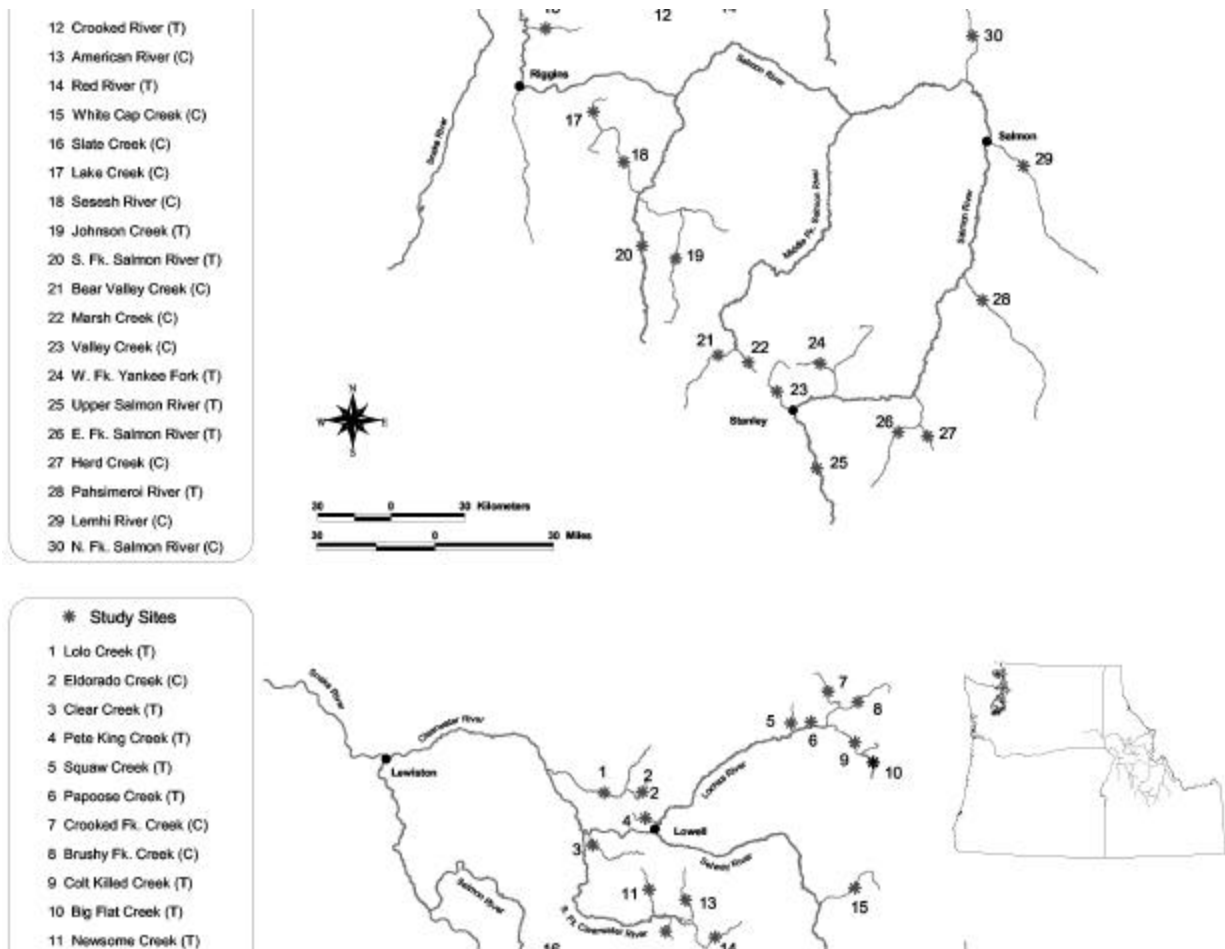 12 Crooked River (T)
13 American River (C)
14 Red River (T)
15 White Cap Creek (C)
16 Slate Creek (C)
17 Lake Creek (C)
18 Sesesh River (C)
19 Johnson Creek (T)
20 S. Fk. Salmon River (T)
21 Bear Valley Creek (C)
22 Marsh Creek (C)
23 Valley Creek (C)
24 W. Fk. Yankee Fork (T)
25 Upper Salmon River (T)
26 E. Fk. Salmon River (T)
27 Herd Creek (C)
28 Pahsimeroi River (T)
29 Lemhi River (C)
30 N. Fk. Salmon River (C)
12
30
Riggins
Salmon River
Snake River
17
18
Salmon
29
Middle Fk. Salmon River
Salmon River
20
19
28
21
22
24
23
Stanley
26
27
25
N
W
E
S
30 0 30 Kilometers
30 0 30 Miles
Study Sites
1 Lolo Creek (T)
2 Eldorado Creek (C)
3 Clear Creek (T)
4 Pete King Creek (T)
5 Squaw Creek (T)
6 Papoose Creek (T)
7 Crooked Fk. Creek (C)
8 Brushy Fk. Creek (C)
9 Colt Killed Creek (T)
10 Big Flat Creek (T)
11 Newsome Creek (T)
Snake River
Clearwater River
Lewiston
7
8
5
6
9
10
1
2
2
Lochsa River
4
Lowell
3
Selway River
Salmon River
11
13
15
S. Fk. Clearwater River
16
14